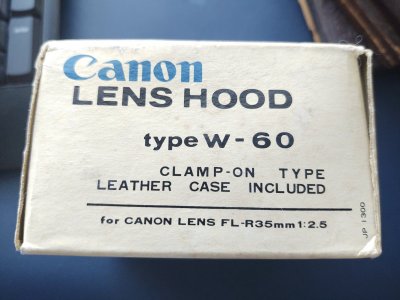 Canon
LENS HOOD
type W-60
CLAMP-ON TYPE
LEATHER CASE INCLUDED
for CANON LENS FL-R35mm 1:2.5
JP. 1300